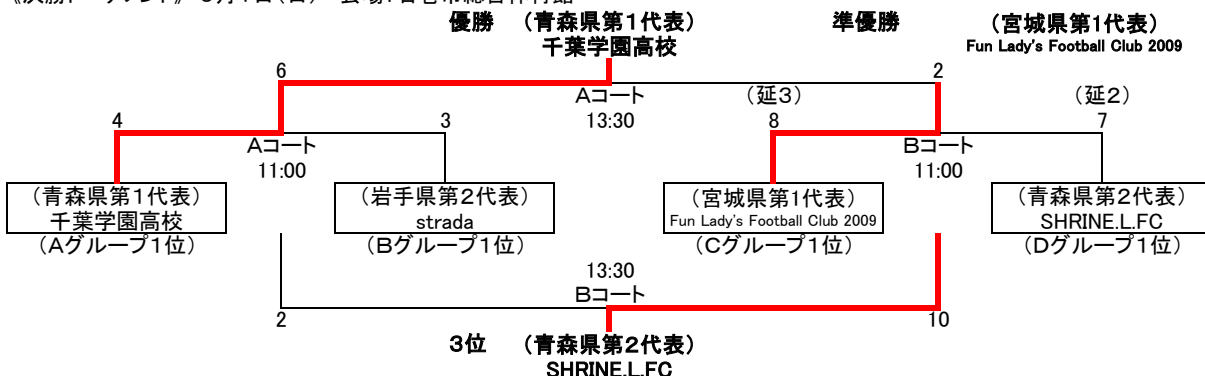 優勝 (青森県第1代表) 準優勝 (宮城県第1代表)
千葉学園高校 Fun Lady's Football Club 2009
6 2
Aコート (延3) (延2)
4 3 13:30 8 7
Aコート Bコート
11:00 11:00
(青森県第1代表) (岩手県第2代表) (宮城県第1代表) (青森県第2代表)
千葉学園高校 strada Fun Lady's Football Club 2009 SHRINE.L.FC
(Aグループ1位) (Bグループ1位) (Cグループ1位) (Dグループ1位)
13:30
Bコート
2 10
3位 (青森県第2代表)
SHRINE.L.FC